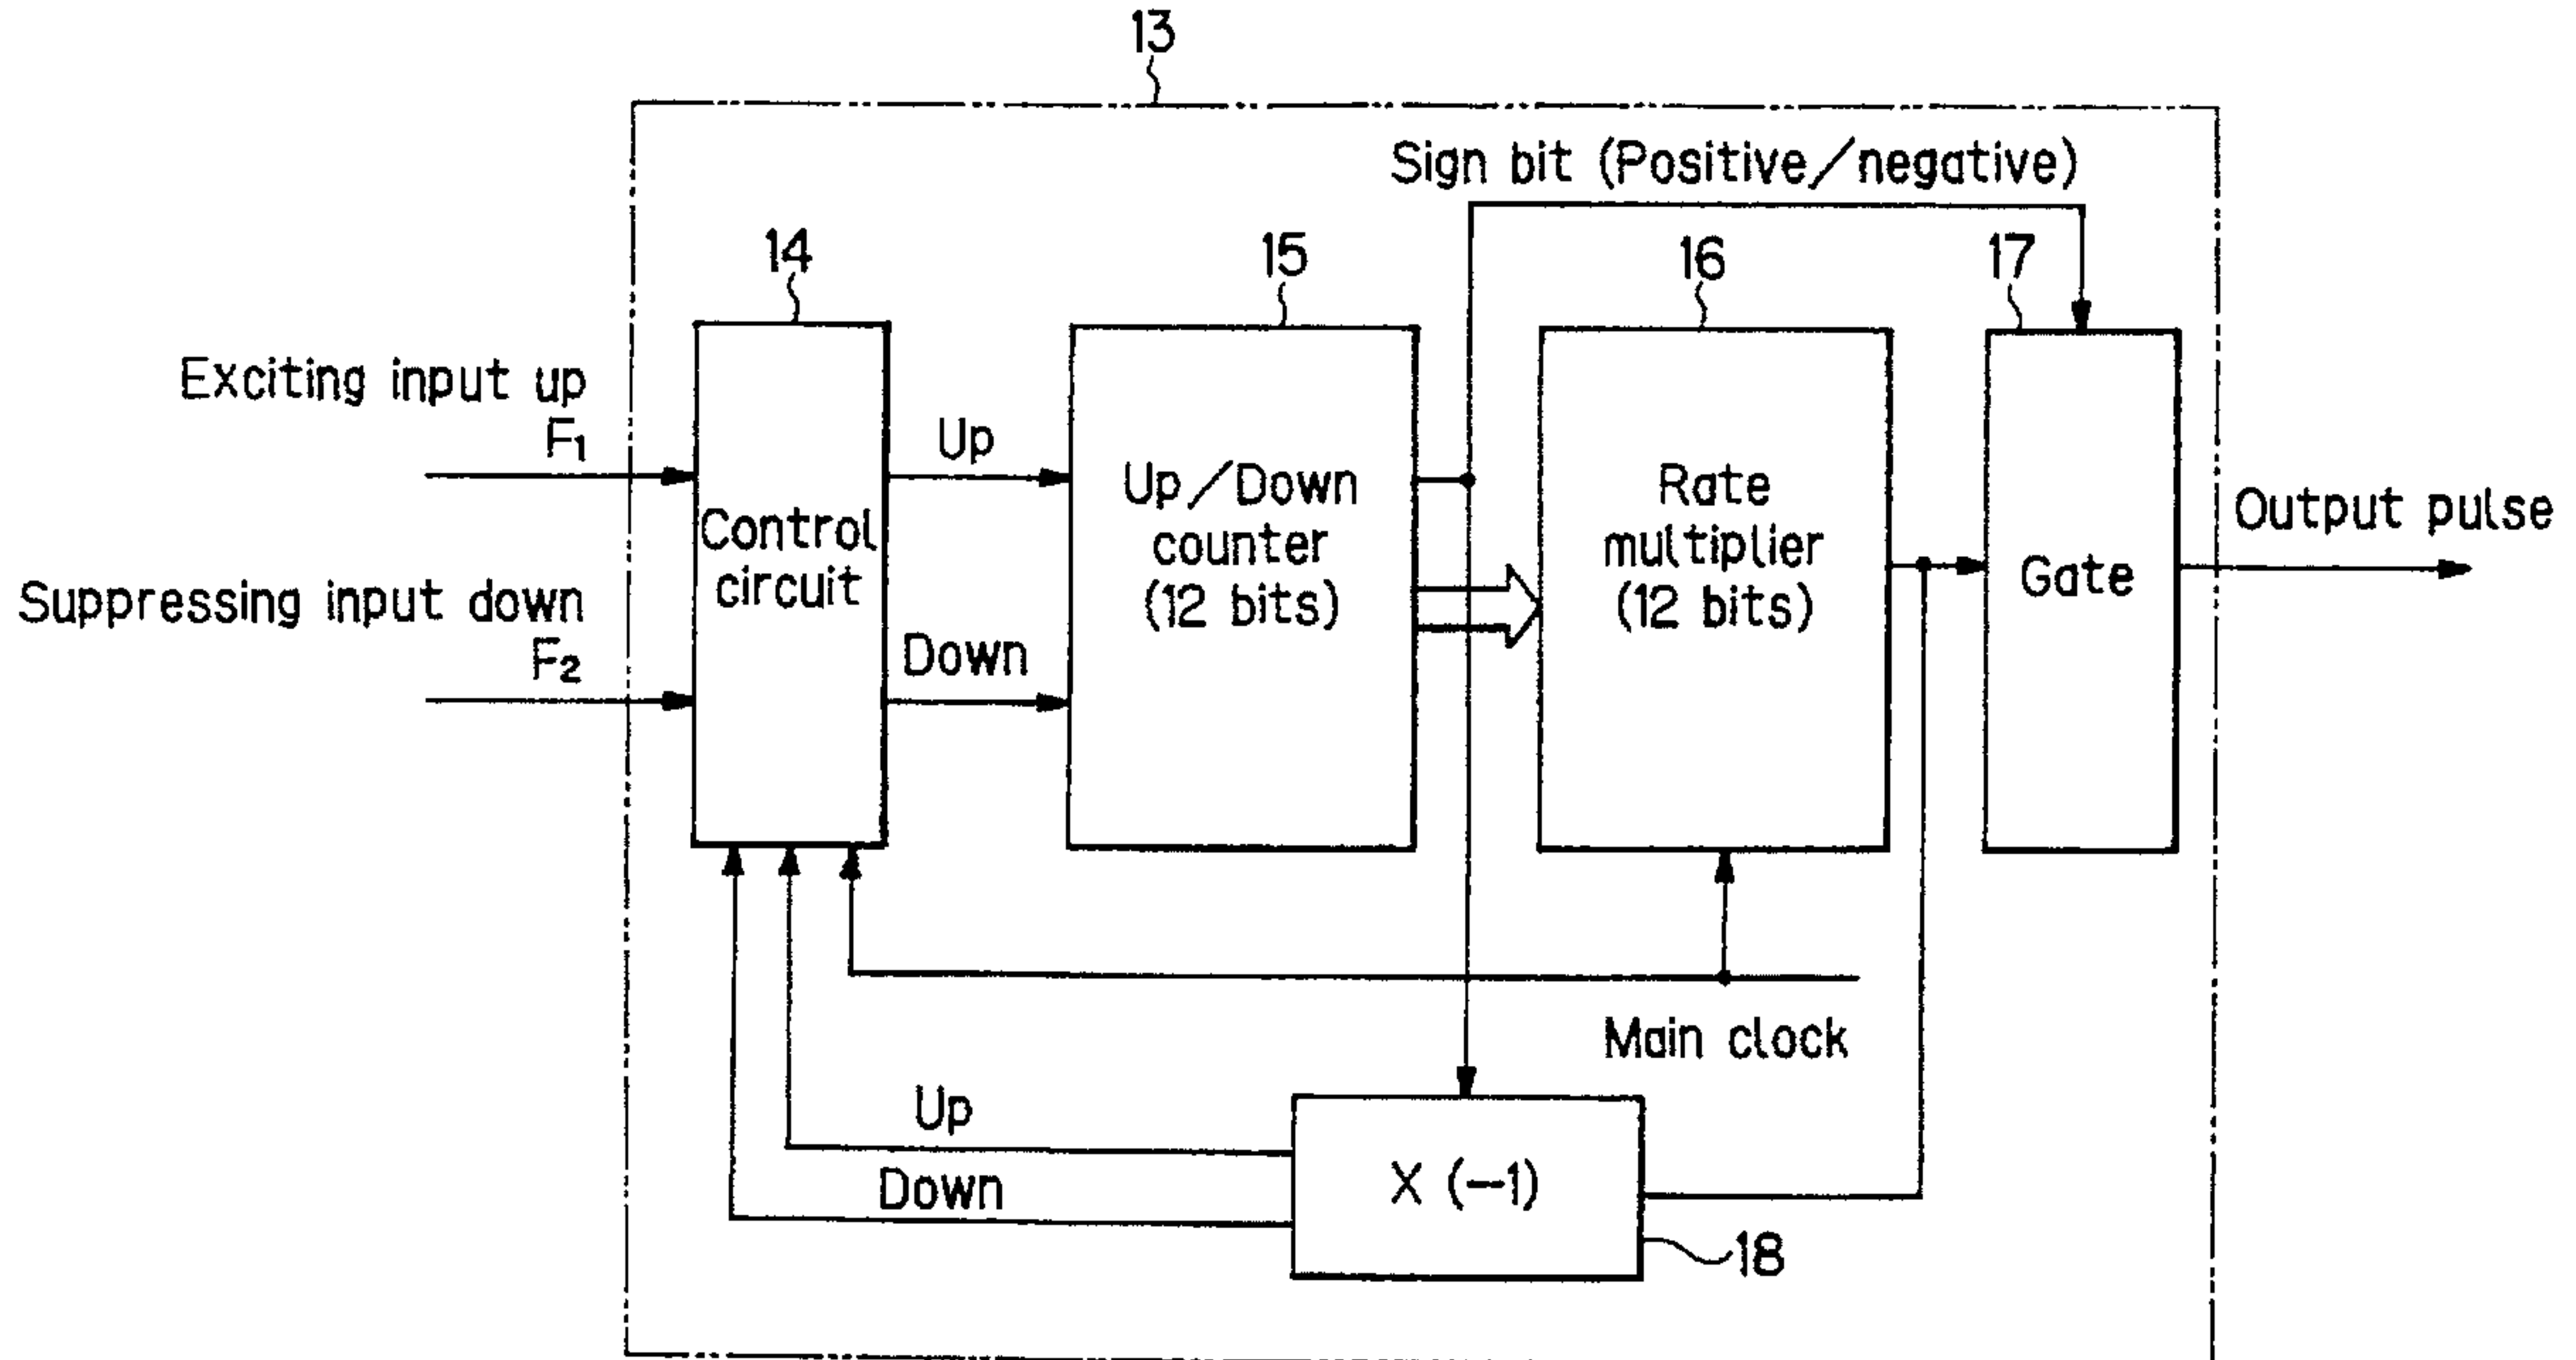 13
Sign bit (Positive/negative)
14
15
16
17
Exciting input up
F1
Suppressing input down
F2
Control
circuit
Up
Down
Up/Down
counter
(12 bits)
Rate
multiplier
(12 bits)
Gate
Output pulse
Main clock
Up
Down
X (-1)
18